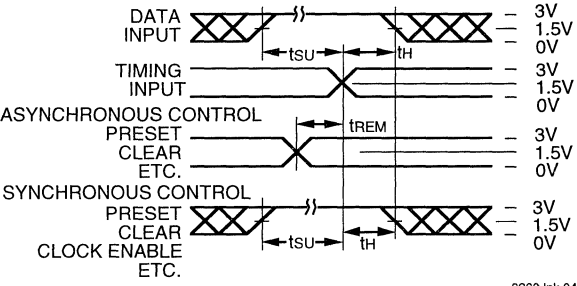 DATA INPUT
3V
1.5V
0V
tSU
tH
TIMING INPUT
3V
1.5V
0V
ASYNCHRONOUS CONTROL
PRESET
CLEAR
ETC.
tREM
3V
1.5V
0V
SYNCHRONOUS CONTROL
PRESET
CLEAR
CLOCK ENABLE
ETC.
tSU
tH
3V
1.5V
0V